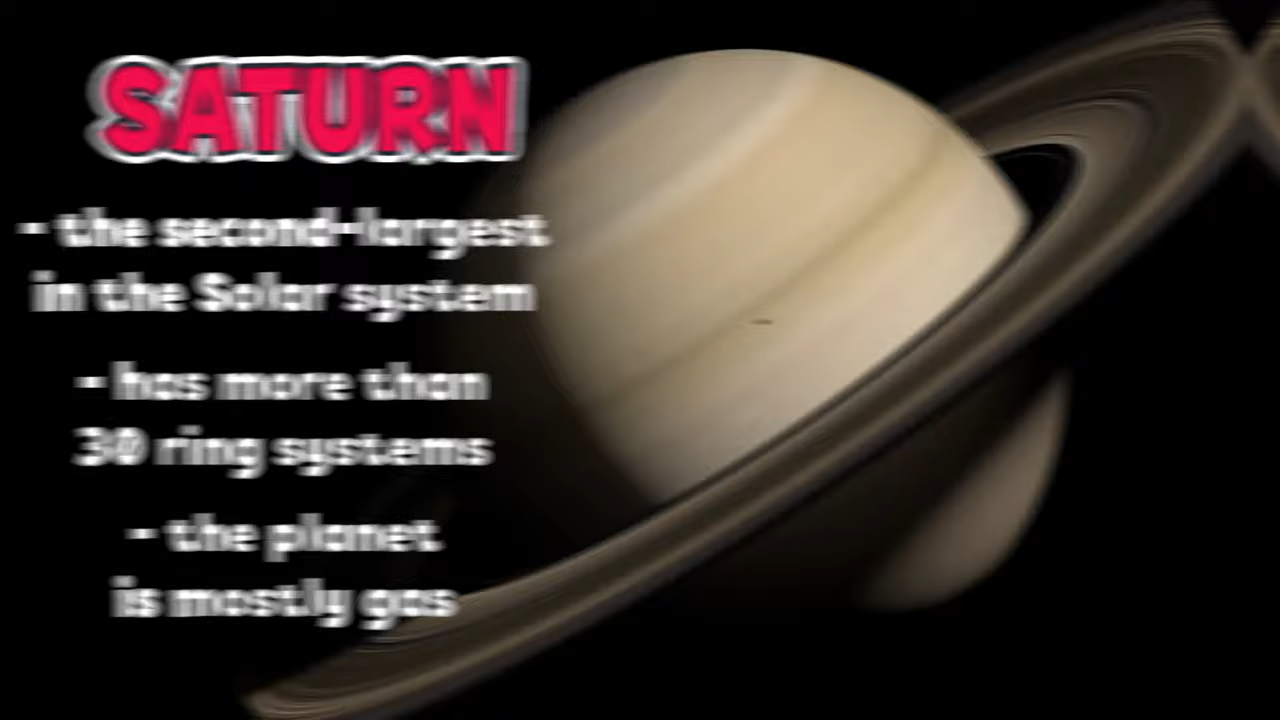 SATURN
- the second-largest
in the Solar system
- has more than
30 ring systems
- the planet
is mostly gas